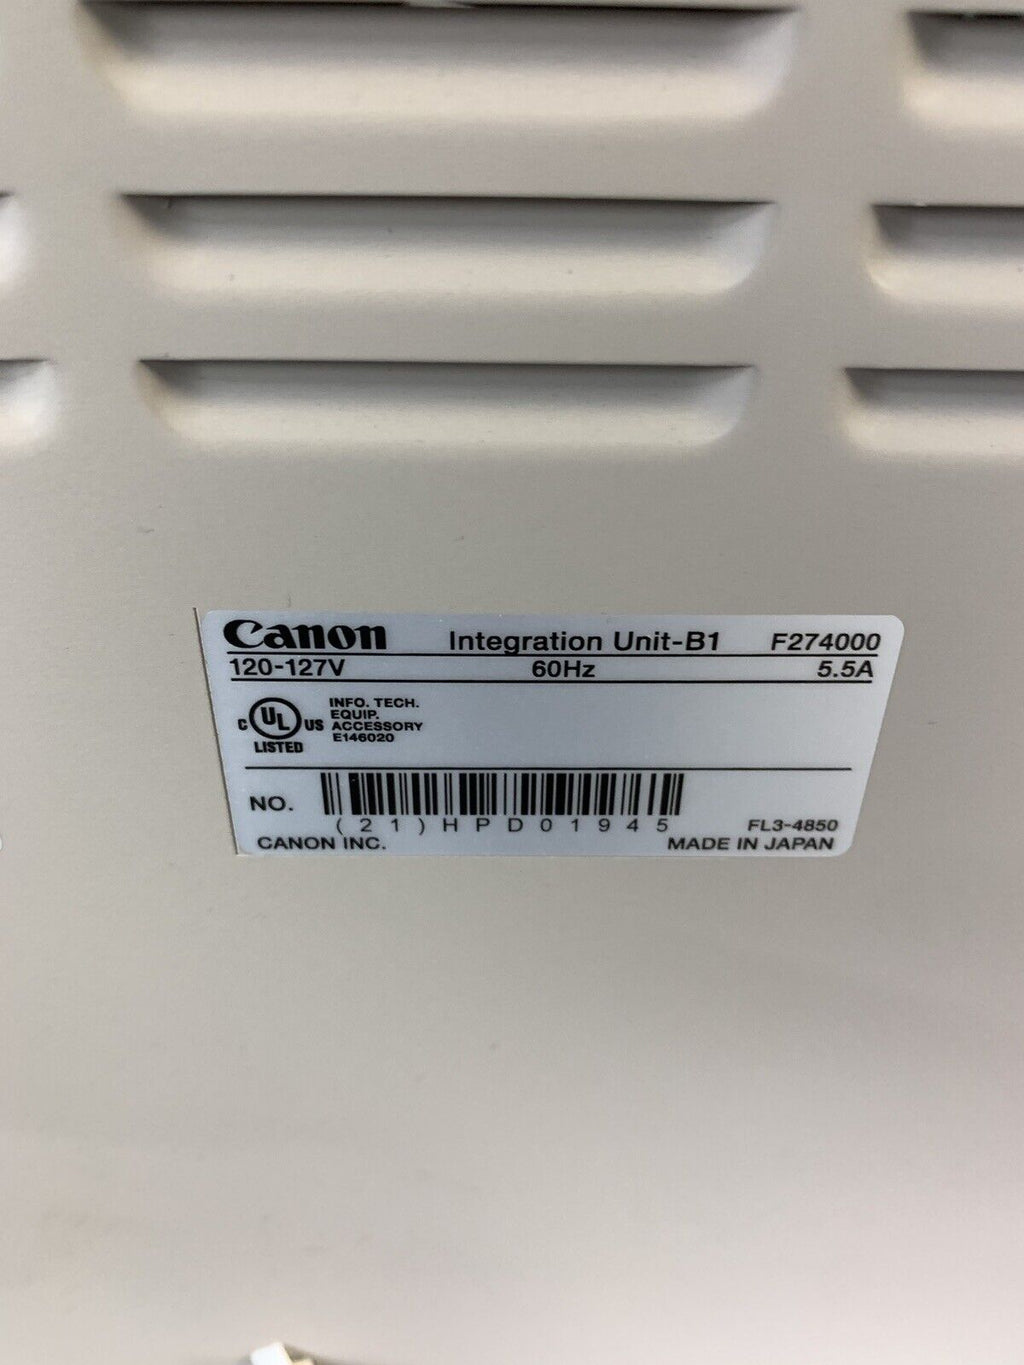 Canon Integration Unit-B1 F274000
120-127V 60Hz 5.5A
C UL US LISTED
INFO. TECH.
EQUIP.
ACCESSORY
E146020
NO.
(21)HPD01945
FL3-4850
CANON INC. MADE IN JAPAN